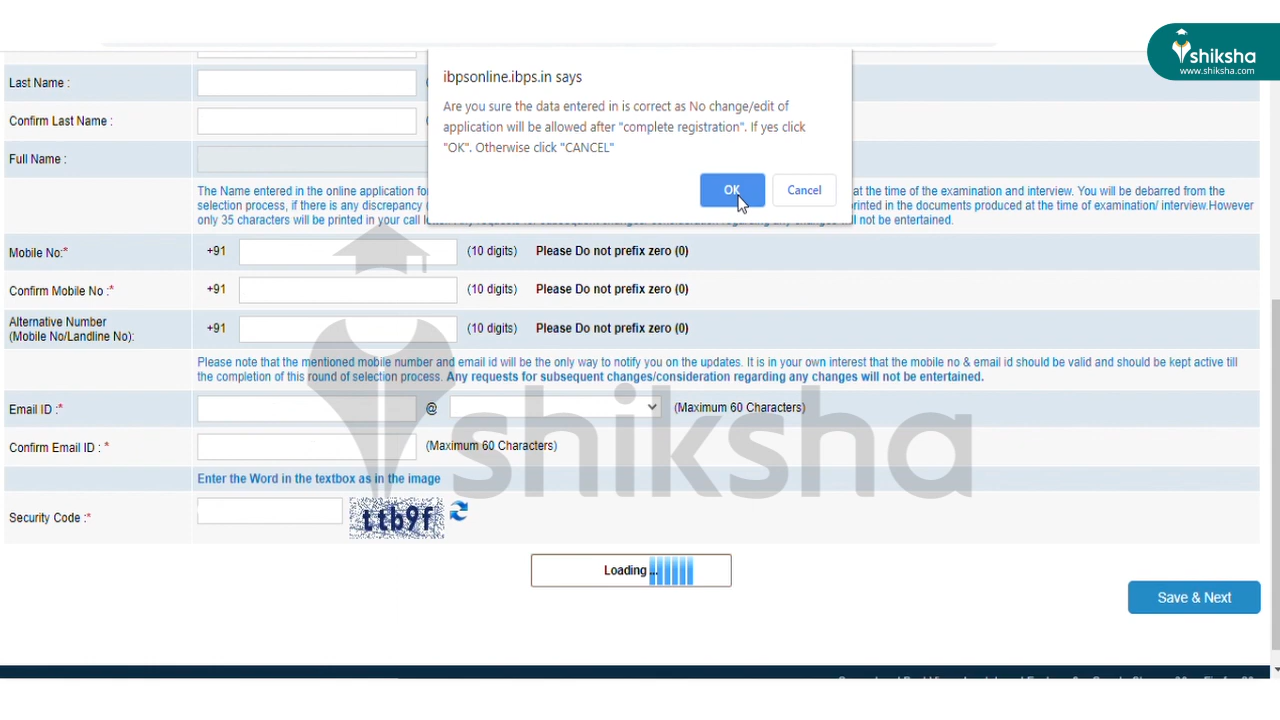 shiksha
www.shiksha.com
ibpsonline.ibps.in says
Are you sure the data entered in is correct as No change/edit of
application will be allowed after "complete registration". If yes click
"OK". Otherwise click "CANCEL"
OK
Cancel
Last Name :
Confirm Last Name :
Full Name :
The Name entered in the online application for at the time of the examination and interview. You will be debarred from the
selection process, if there is any discrepancy printed in the documents produced at the time of examination/ interview.However
only 35 characters will be printed in your call not be entertained.
Mobile No:* +91 (10 digits) Please Do not prefix zero (0)
Confirm Mobile No :* +91 (10 digits) Please Do not prefix zero (0)
Alternative Number
(Mobile No/Landline No): +91 (10 digits) Please Do not prefix zero (0)
Please note that the mentioned mobile number and email id will be the only way to notify you on the updates. It is in your own interest that the mobile no & email id should be valid and should be kept active till
the completion of this round of selection process. Any requests for subsequent changes/consideration regarding any changes will not be entertained.
Email ID :* @ (Maximum 60 Characters)
Confirm Email ID : * (Maximum 60 Characters)
shiksha
Enter the Word in the textbox as in the image
Security Code :* ttb9f
Loading ...
Save & Next